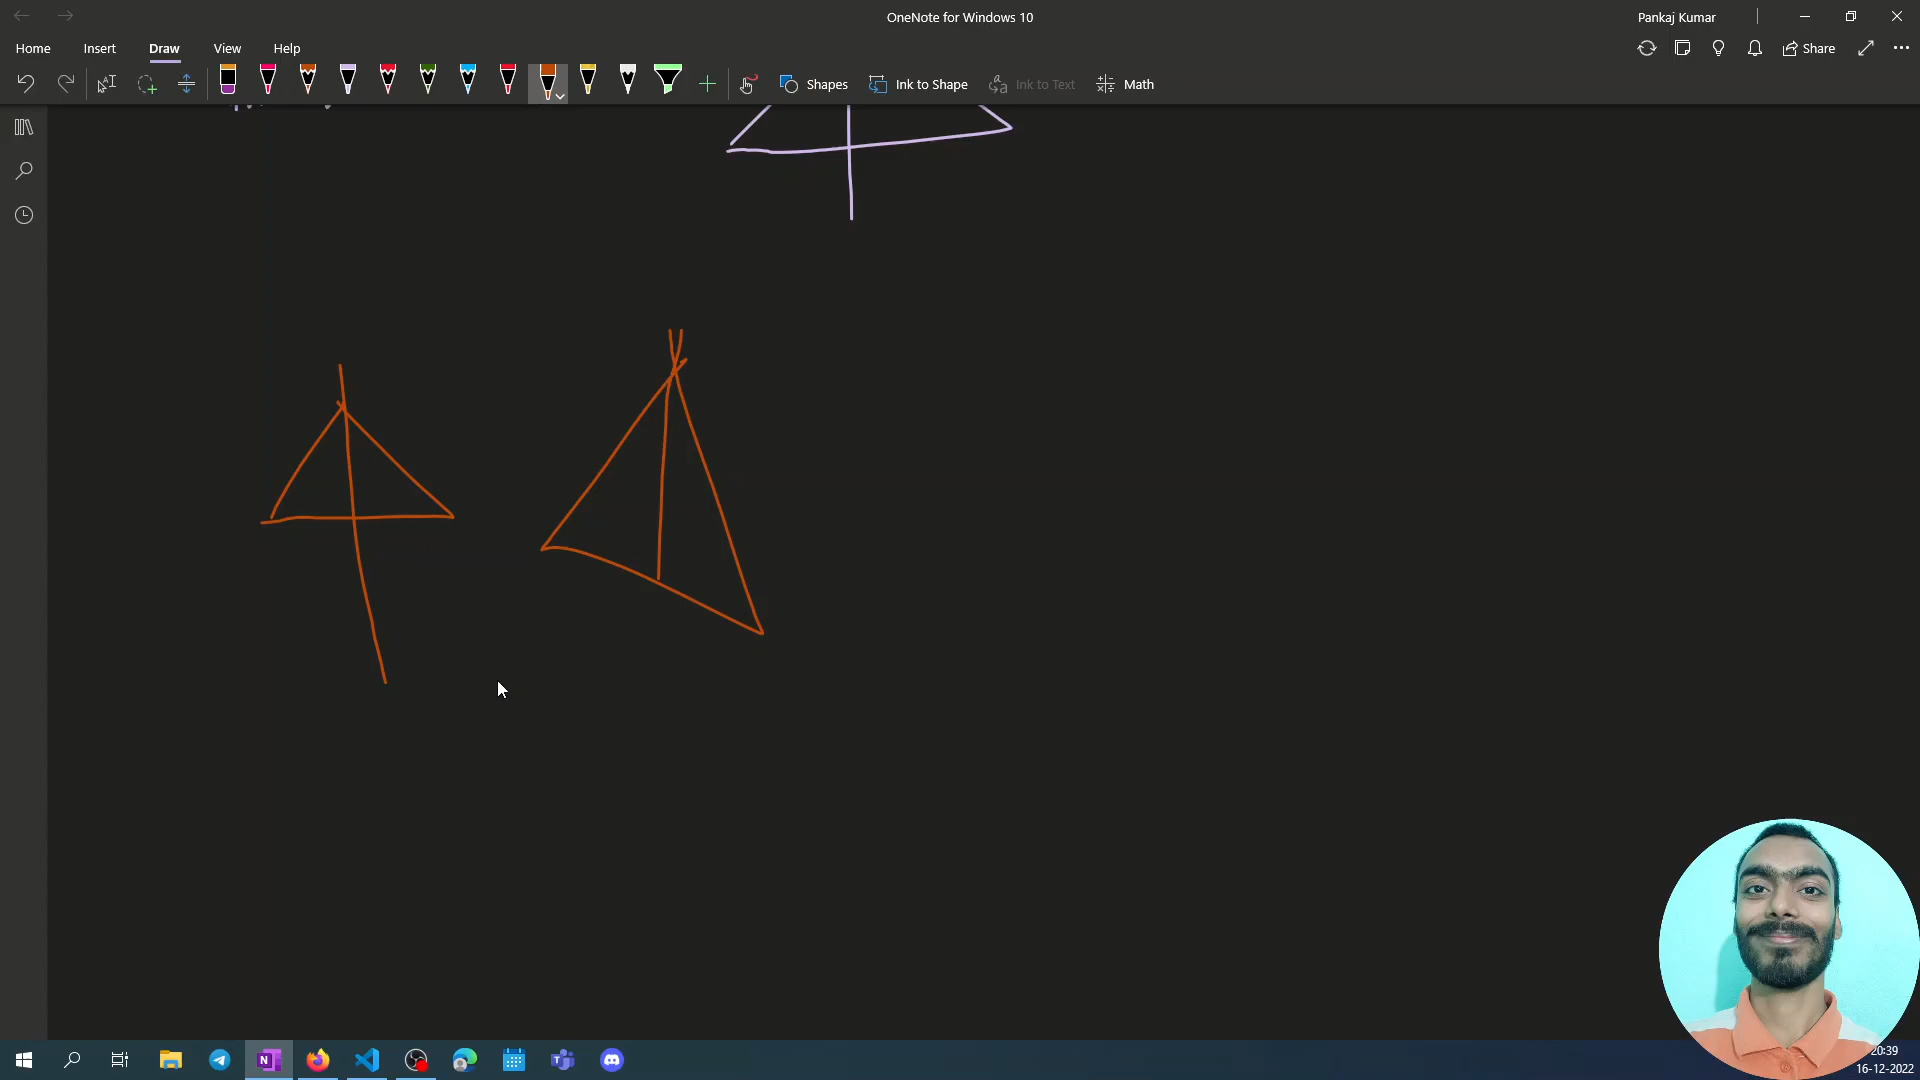 OneNote for Windows 10
Pankaj Kumar
Home Insert Draw View Help
Share
Shapes Ink to Shape Ink to Text Math
20:39
16-12-2022